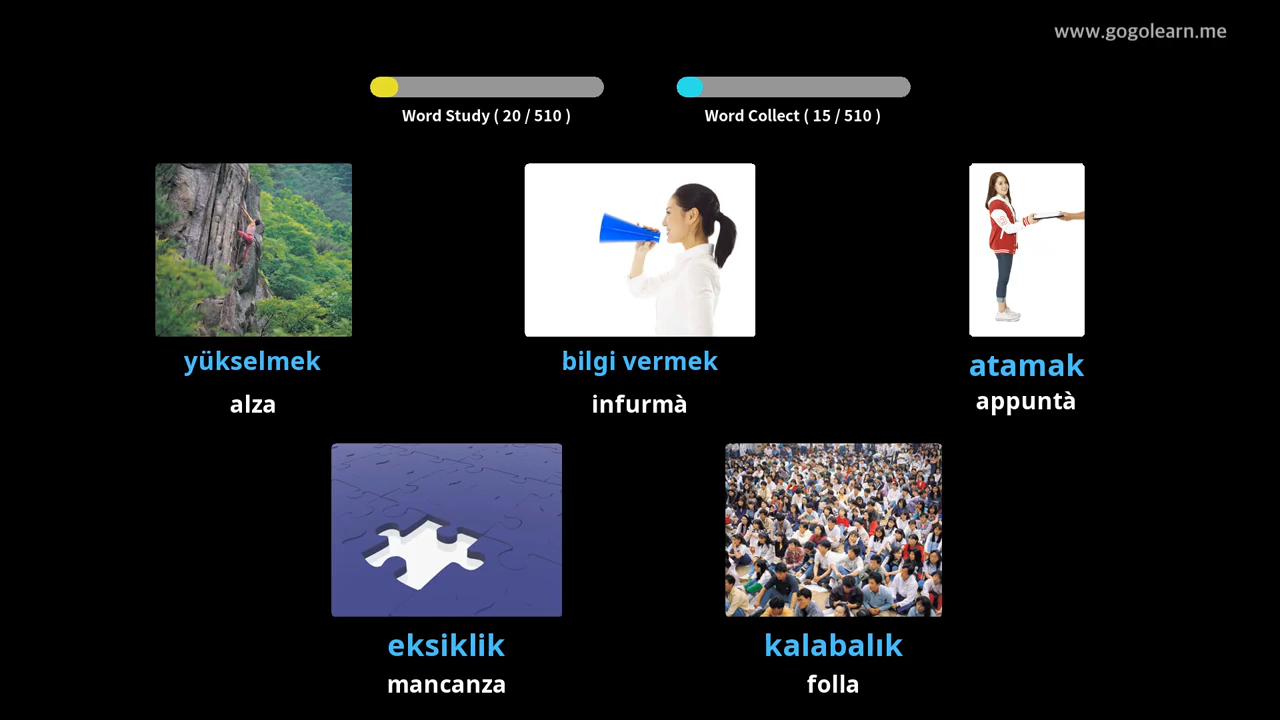 www.gogolearn.me
Word Study ( 20 / 510 )
Word Collect ( 15 / 510 )
yükselmek
alza
bilgi vermek
infurmà
atamak
appuntà
eksiklik
mancanza
kalabalık
folla